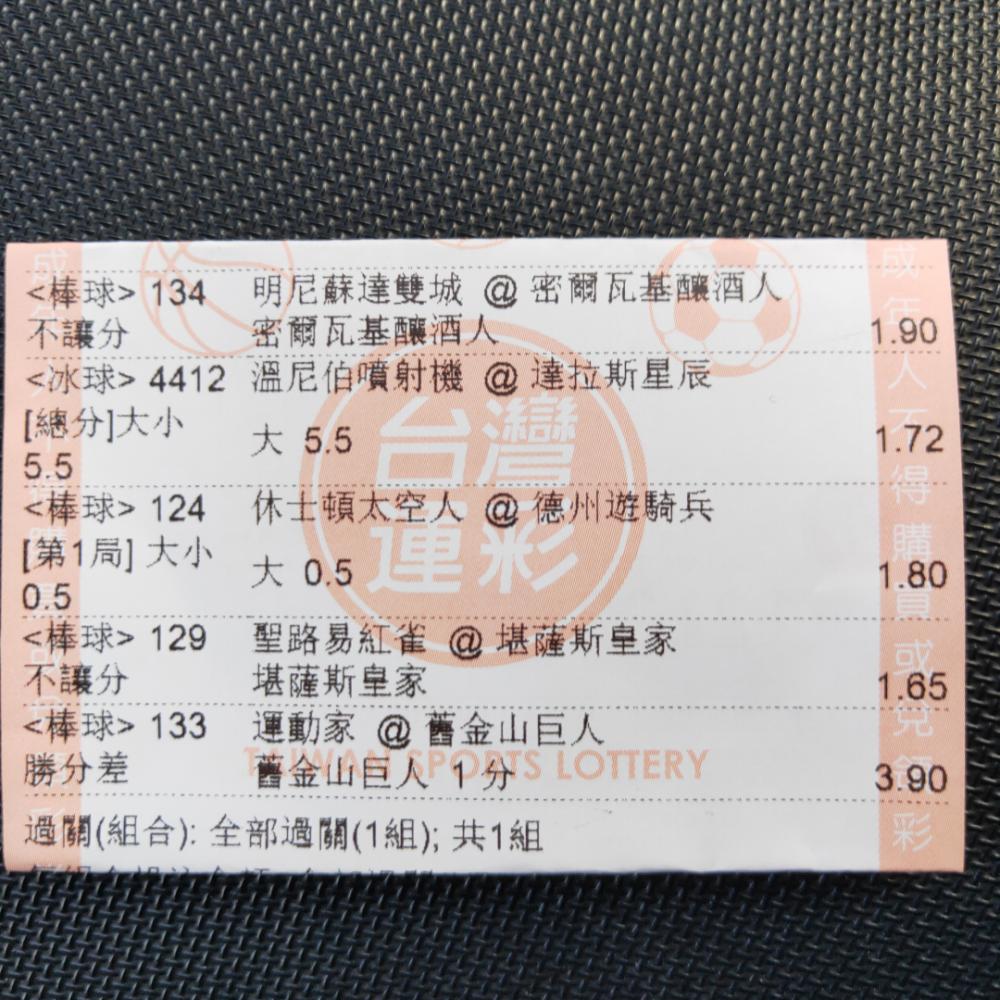 <棒球> 134 明尼蘇達雙城 @ 密爾瓦基釀酒人
不讓分 密爾瓦基釀酒人 1.90
<冰球> 4412 溫尼伯噴射機 @ 達拉斯星辰
[總分]大小
大 5.5 1.72
5.5
<棒球> 124 休士頓太空人 @ 德州遊騎兵
[第1局] 大小
大 0.5 1.80
0.5
<棒球> 129 聖路易紅雀 @ 堪薩斯皇家
不讓分 堪薩斯皇家 1.65
<棒球> 133 運動家 @ 舊金山巨人
勝分差 舊金山巨人 1 分 3.90
過關(組合): 全部過關(1組); 共1組
台灣
運彩
TAIWAN SPORTS LOTTERY
成年人不得購買或兌領彩